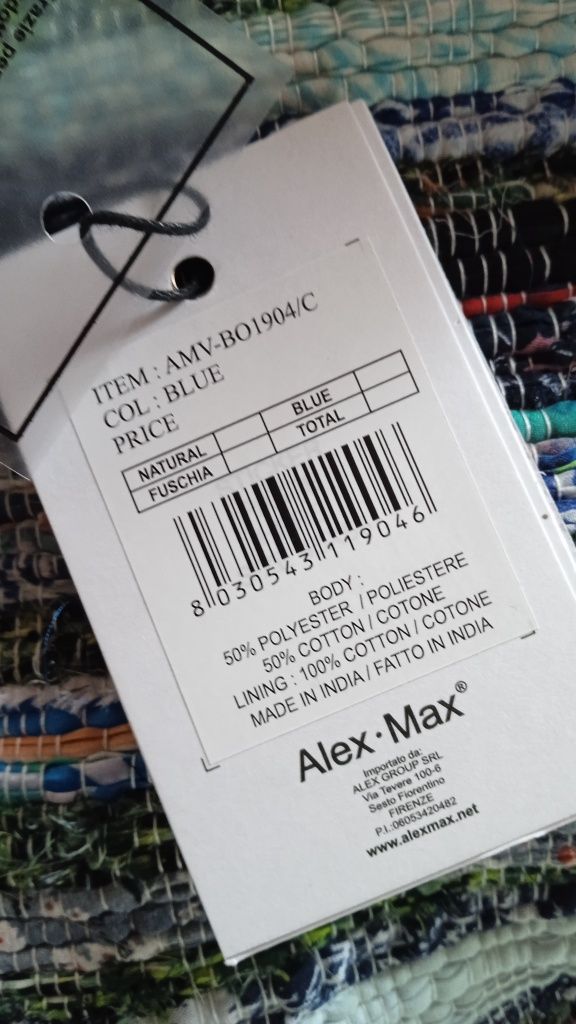 ITEM : AMV-BO1904/C
COL : BLUE
PRICE
NATURAL BLUE
FUSCHIA TOTAL
8 030543 119046
BODY :
50% POLYESTER / POLIESTERE
50% COTTON / COTONE
LINING : 100% COTTON / COTONE
MADE IN INDIA / FATTO IN INDIA
Alex·Max®
Importato da:
ALEX GROUP SRL
Via Tevere 100-6
Sesto Fiorentino
FIRENZE
P.I.:06053420482
www.alexmax.net